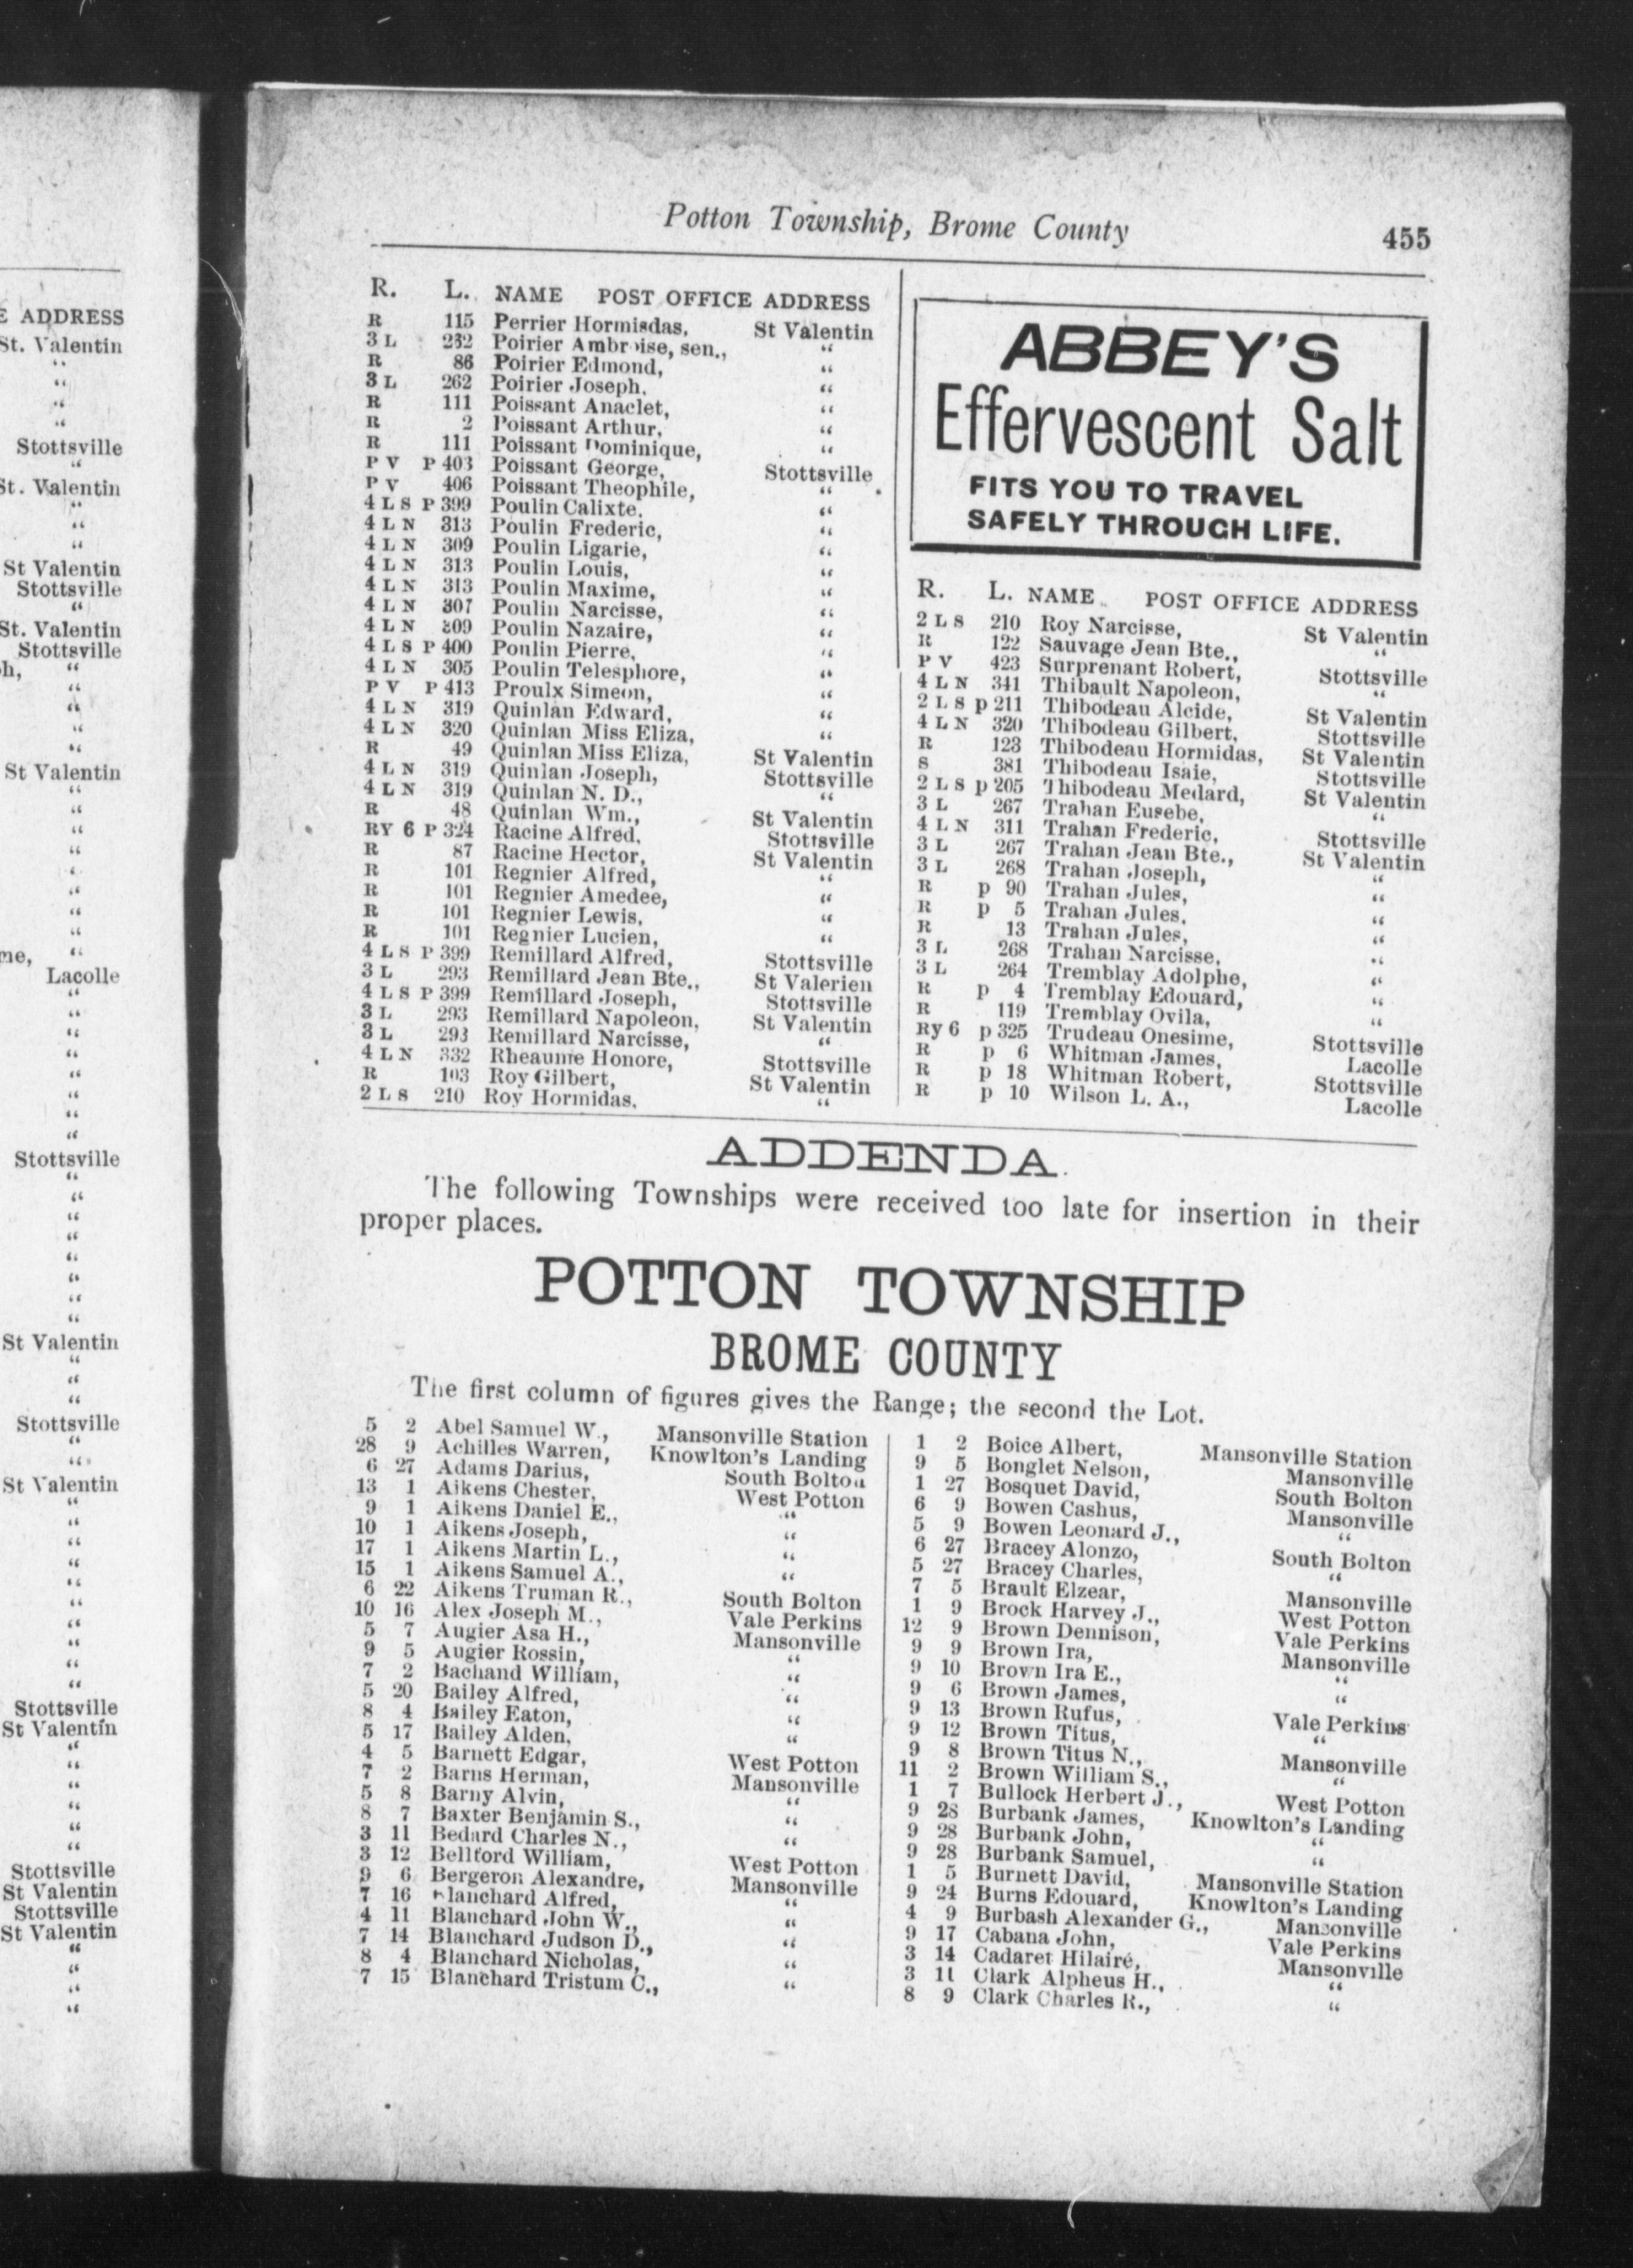 E ADDRESS
St. Valentin
“
“
“
“
Stottsville
“
St. Valentin
“
“
“
St Valentin
Stottsville
“
St. Valentin
Stottsville
“
“
“
“
“
St Valentin
“
“
“
“
“
“
“
“
“
Lacolle
“
“
“
“
“
“
“
“
Stottsville
“
“
“
“
“
“
“
“
St Valentin
“
“
“
Stottsville
“
“
St Valentin
“
“
“
“
“
“
“
“
“
“
Stottsville
St Valentin
“
“
“
“
“
“
Stottsville
St Valentin
Stottsville
St Valentin
“
“
“
“
Potton Township, Brome County 455
R. L. NAME POST OFFICE ADDRESS
R 115 Perrier Hormisdas, St Valentin
3 L 232 Poirier Ambroise, sen., “
R 86 Poirier Edmond, “
3 L 262 Poirier Joseph, “
R 111 Poissant Anaclet, “
R 2 Poissant Arthur, “
R 111 Poissant Dominique, “
P V P 403 Poissant George, Stottsville
P V 406 Poissant Theophile, “
4 L S P 399 Poulin Calixte, “
4 L N 313 Poulin Frederic, “
4 L N 309 Poulin Ligarie, “
4 L N 313 Poulin Louis, “
4 L N 313 Poulin Maxime, “
4 L N 307 Poulin Narcisse, “
4 L N 309 Poulin Nazaire, “
4 L S P 400 Poulin Pierre, “
4 L N 305 Poulin Telesphore, “
P V P 413 Proulx Simeon, “
4 L N 319 Quinlan Edward, “
4 L N 320 Quinlan Miss Eliza, “
R 49 Quinlan Miss Eliza, St Valentin
4 L N 319 Quinlan Joseph, Stottsville
4 L N 319 Quinlan N. D., “
R 48 Quinlan Wm., St Valentin
RY 6 P 324 Racine Alfred, Stottsville
R 87 Racine Hector, St Valentin
R 101 Regnier Alfred, “
R 101 Regnier Amedee, “
R 101 Regnier Lewis, “
R 101 Regnier Lucien, “
4 L S P 399 Remillard Alfred, Stottsville
3 L 293 Remillard Jean Bte., St Valerien
4 L S P 399 Remillard Joseph, Stottsville
3 L 293 Remillard Napoleon, St Valentin
3 L 293 Remillard Narcisse, “
4 L N 332 Rheaume Honore, Stottsville
R 103 Roy Gilbert, St Valentin
2 L S 210 Roy Hormidas, “
ABBEY'S
Effervescent Salt
FITS YOU TO TRAVEL
SAFELY THROUGH LIFE.
R. L. NAME POST OFFICE ADDRESS
2 L S 210 Roy Narcisse, St Valentin
R 122 Sauvage Jean Bte., “
P V 423 Surprenant Robert, Stottsville
4 L N 341 Thibault Napoleon, “
2 L S p 211 Thibodeau Alcide, St Valentin
4 L N 320 Thibodeau Gilbert, Stottsville
R 123 Thibodeau Hormidas, St Valentin
S 381 Thibodeau Isaie, Stottsville
2 L S p 205 Thibodeau Medard, St Valentin
3 L 267 Trahan Eusebe, “
4 L N 311 Trahan Frederic, Stottsville
3 L 267 Trahan Jean Bte., St Valentin
3 L 268 Trahan Joseph, “
R p 90 Trahan Jules, “
R p 5 Trahan Jules, “
R 13 Trahan Jules, “
3 L 268 Trahan Narcisse, “
3 L 264 Tremblay Adolphe, “
R p 4 Tremblay Edouard, “
R 119 Tremblay Ovila, “
Ry 6 p 325 Trudeau Onesime, Stottsville
R p 6 Whitman James, Lacolle
R p 18 Whitman Robert, Stottsville
R p 10 Wilson L. A., Lacolle
ADDENDA.
The following Townships were received too late for insertion in their
proper places.
POTTON TOWNSHIP
BROME COUNTY
The first column of figures gives the Range; the second the Lot.
5 2 Abel Samuel W., Mansonville Station
28 9 Achilles Warren, Knowlton's Landing
6 27 Adams Darius, South Bolton
13 1 Aikens Chester, West Potton
9 1 Aikens Daniel E., “
10 1 Aikens Joseph, “
17 1 Aikens Martin L., “
15 1 Aikens Samuel A., “
6 22 Aikens Truman R., South Bolton
10 16 Alex Joseph M., Vale Perkins
5 7 Augier Asa H., Mansonville
9 5 Augier Rossin, “
7 2 Bachand William, “
5 20 Bailey Alfred, “
8 4 Bailey Eaton, “
5 17 Bailey Alden, “
4 5 Barnett Edgar, West Potton
7 2 Barns Herman, Mansonville
5 8 Barny Alvin, “
8 7 Baxter Benjamin S., “
3 11 Bedard Charles N., “
3 12 Bellford William, West Potton
9 6 Bergeron Alexandre, Mansonville
7 16 Blanchard Alfred, “
4 11 Blanchard John W., “
7 14 Blanchard Judson D., “
8 4 Blanchard Nicholas, “
7 15 Blanchard Tristum C., “
1 2 Boice Albert, Mansonville Station
9 5 Bonglet Nelson, Mansonville
1 27 Bosquet David, South Bolton
6 9 Bowen Cashus, Mansonville
5 9 Bowen Leonard J., “
6 27 Bracey Alonzo, South Bolton
5 27 Bracey Charles, “
7 5 Brault Elzear, Mansonville
1 9 Brock Harvey J., West Potton
12 9 Brown Dennison, Vale Perkins
9 9 Brown Ira, Mansonville
9 10 Brown Ira E., “
9 6 Brown James, “
9 13 Brown Rufus, Vale Perkins
9 12 Brown Titus, “
9 8 Brown Titus N., Mansonville
11 2 Brown William S., “
1 7 Bullock Herbert J., West Potton
9 28 Burbank James, Knowlton's Landing
9 28 Burbank John, “
9 28 Burbank Samuel, “
1 5 Burnett David, Mansonville Station
9 24 Burns Edouard, Knowlton's Landing
4 9 Burbash Alexander G., Mansonville
9 17 Cabana John, Vale Perkins
3 14 Cadaret Hilaire, Mansonville
3 11 Clark Alpheus H., “
8 9 Clark Charles R., “